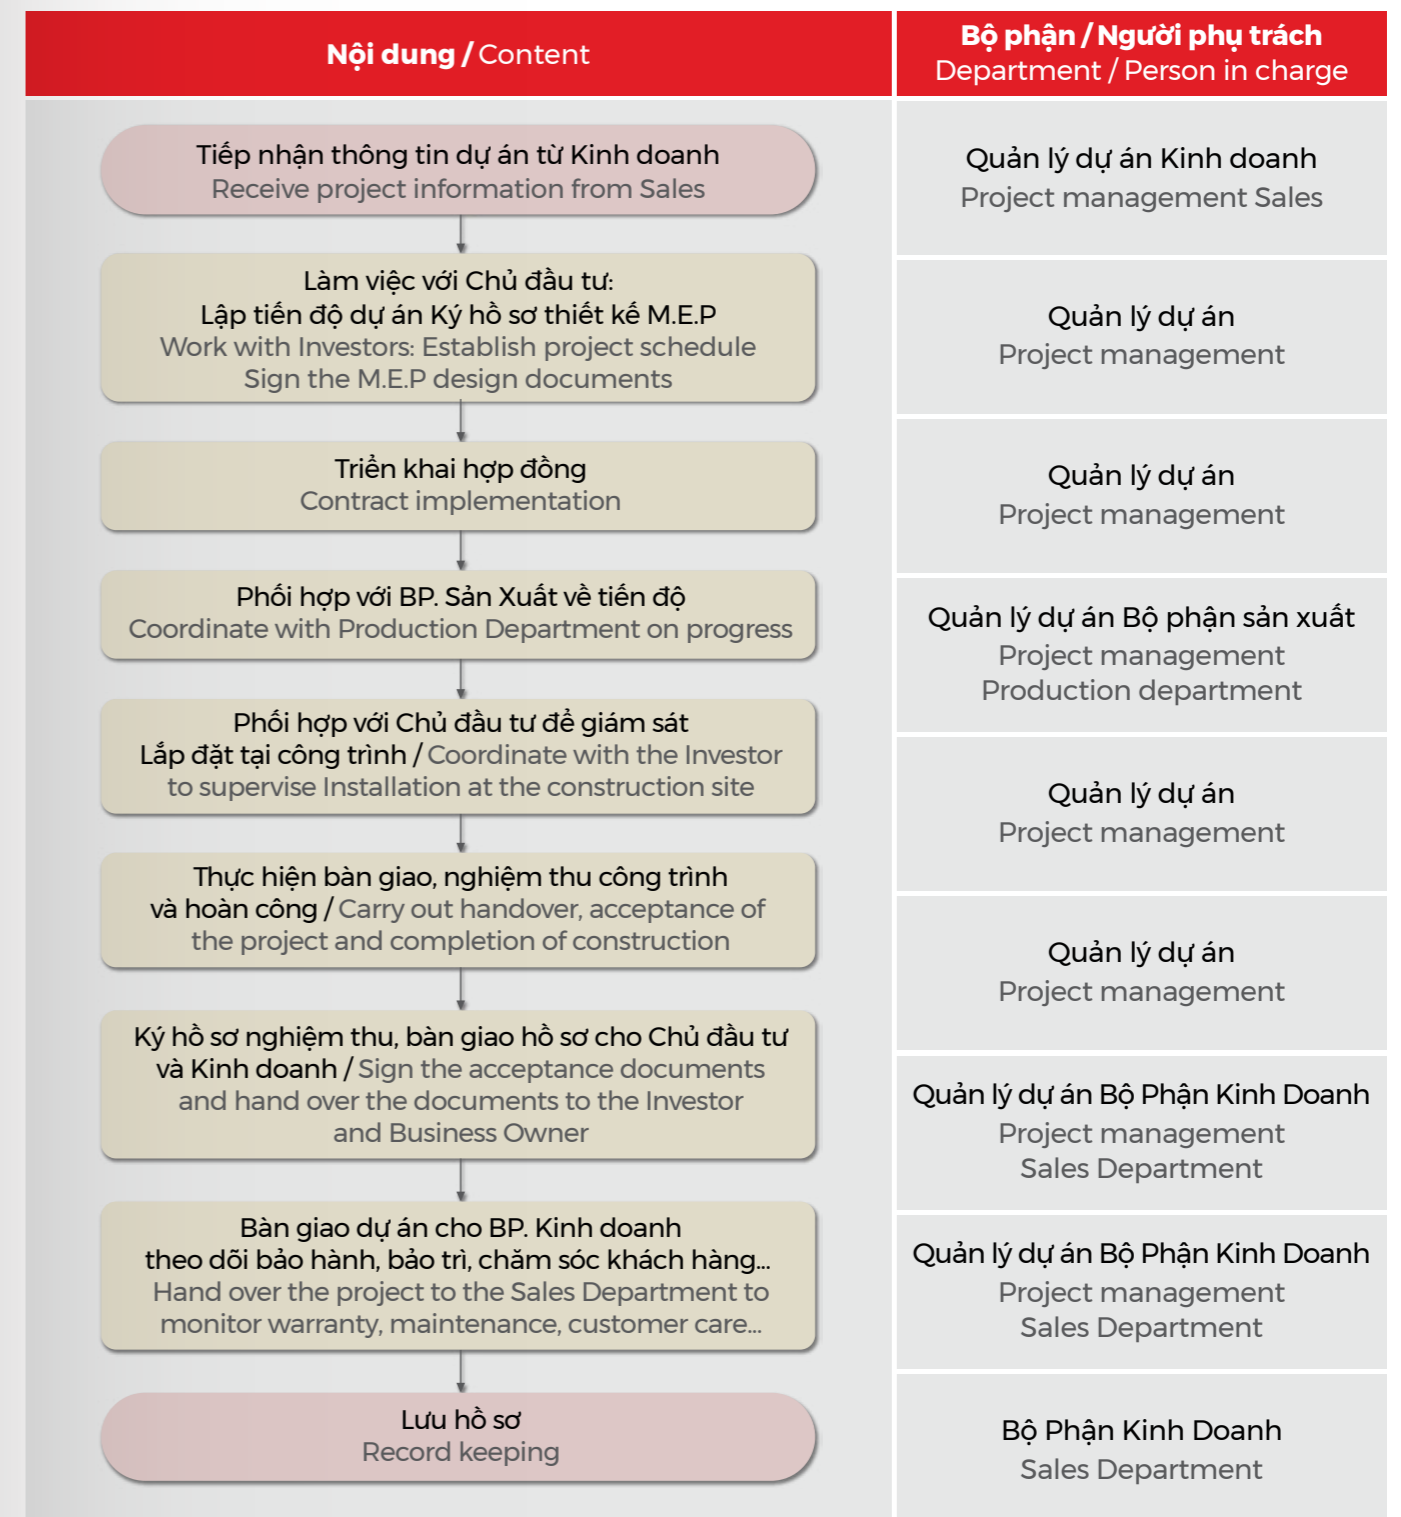 Nội dung / Content
Bộ phận / Người phụ trách
Department / Person in charge
Tiếp nhận thông tin dự án từ Kinh doanh
Receive project information from Sales
Quản lý dự án Kinh doanh
Project management Sales
Làm việc với Chủ đầu tư:
Lập tiến độ dự án Ký hồ sơ thiết kế M.E.P
Work with Investors: Establish project schedule
Sign the M.E.P design documents
Quản lý dự án
Project management
Triển khai hợp đồng
Contract implementation
Quản lý dự án
Project management
Phối hợp với BP. Sản Xuất về tiến độ
Coordinate with Production Department on progress
Quản lý dự án Bộ phận sản xuất
Project management
Production department
Phối hợp với Chủ đầu tư để giám sát
Lắp đặt tại công trình / Coordinate with the Investor
to supervise Installation at the construction site
Quản lý dự án
Project management
Thực hiện bàn giao, nghiệm thu công trình
và hoàn công / Carry out handover, acceptance of
the project and completion of construction
Quản lý dự án
Project management
Ký hồ sơ nghiệm thu, bàn giao hồ sơ cho Chủ đầu tư
và Kinh doanh / Sign the acceptance documents
and hand over the documents to the Investor
and Business Owner
Quản lý dự án Bộ Phận Kinh Doanh
Project management
Sales Department
Bàn giao dự án cho BP. Kinh doanh
theo dõi bảo hành, bảo trì, chăm sóc khách hàng...
Hand over the project to the Sales Department to
monitor warranty, maintenance, customer care...
Quản lý dự án Bộ Phận Kinh Doanh
Project management
Sales Department
Lưu hồ sơ
Record keeping
Bộ Phận Kinh Doanh
Sales Department